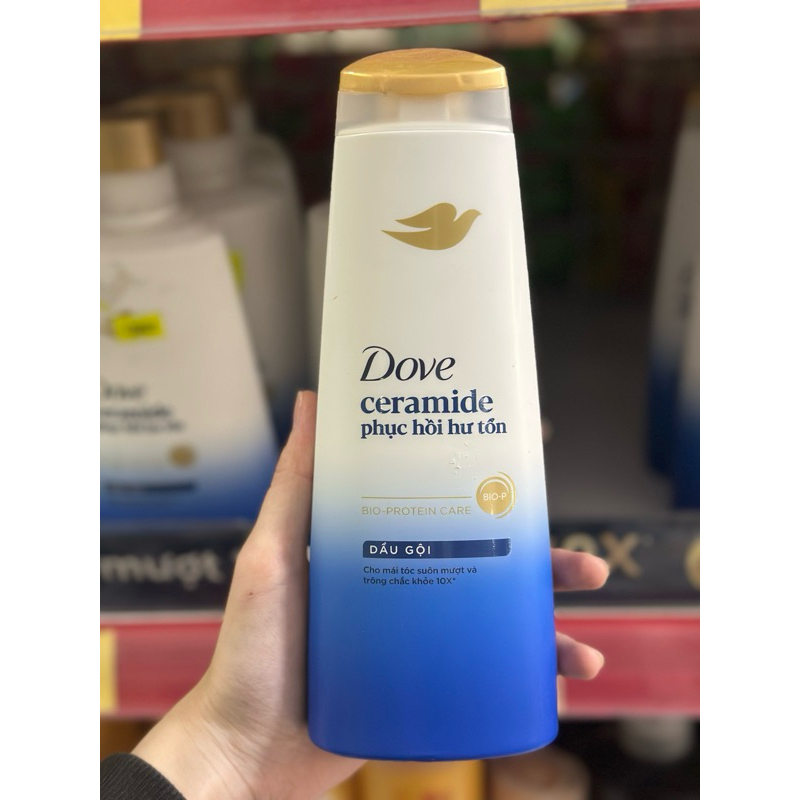 Dove
ceramide
phục hồi hư tổn
BIO-P
BIO-PROTEIN CARE
DẦU GỘI
Cho mái tóc suôn mượt và
trông chắc khỏe 10X*
mượt